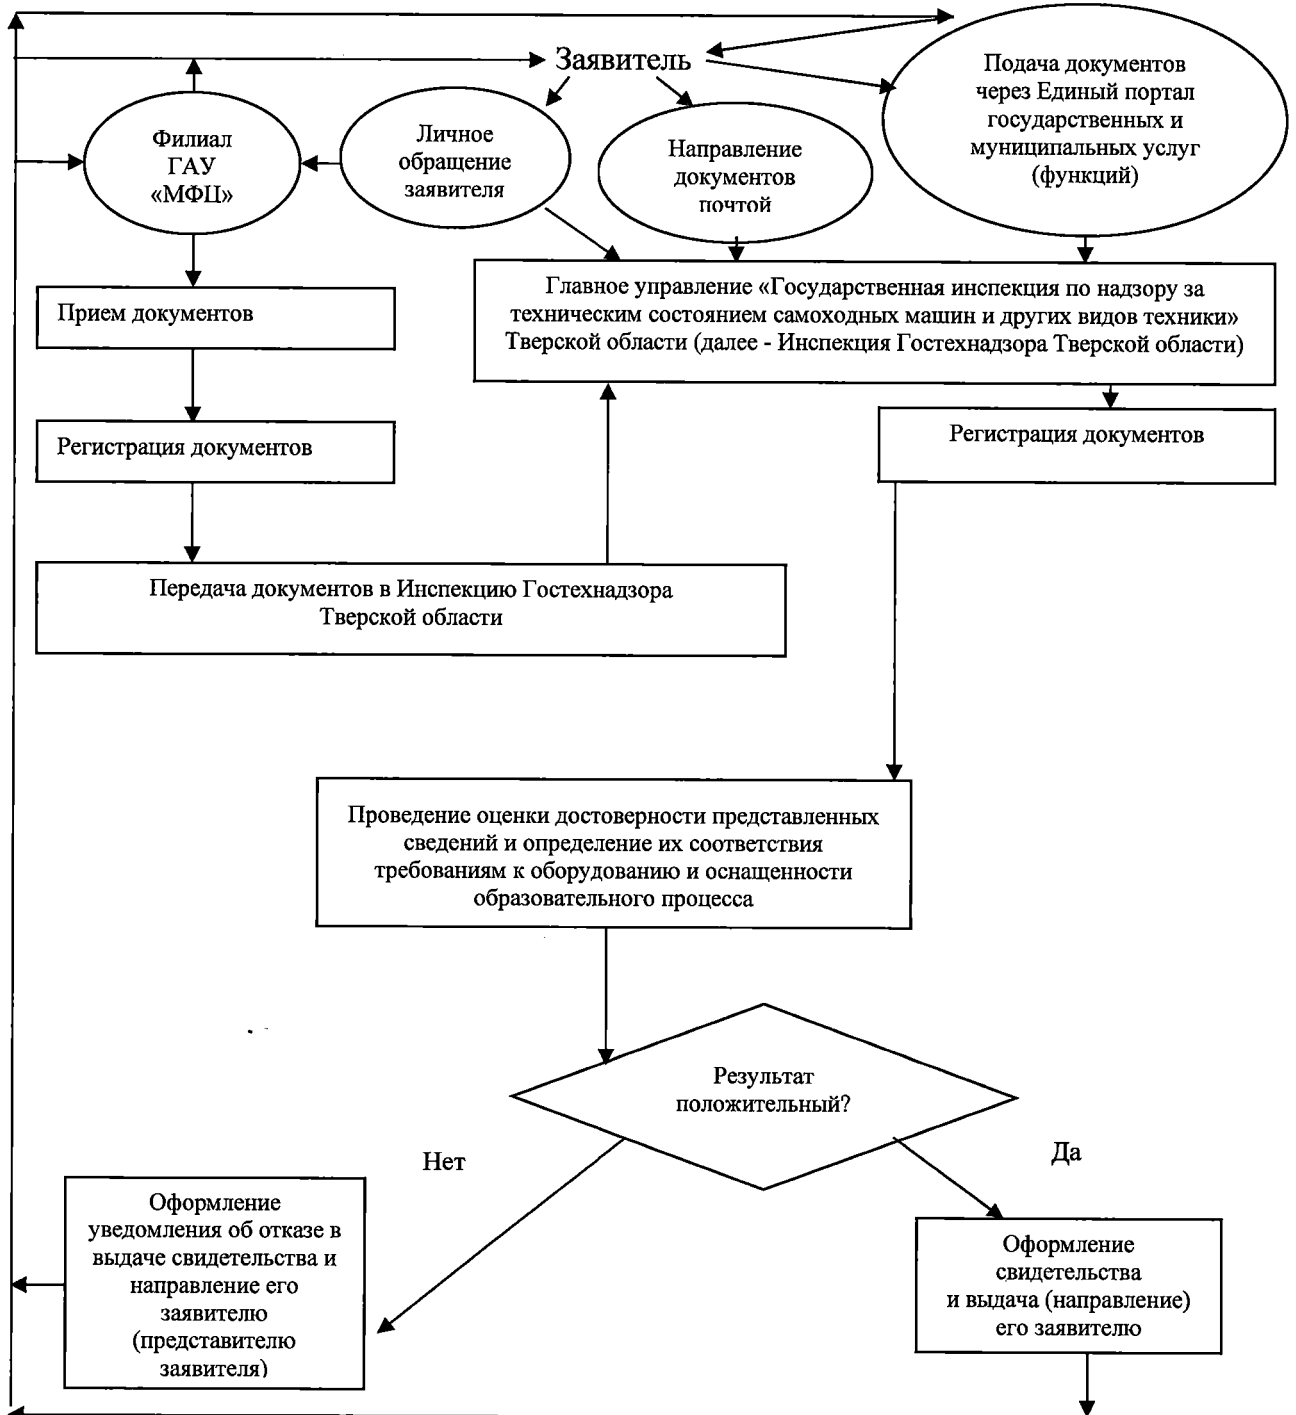 Заявитель
Подача документов
через Единый портал
государственных и
муниципальных услуг
(функций)
Филиал
ГАУ
«МФЦ»
Личное
обращение
заявителя
Направление
документов
почтой
Главное управление «Государственная инспекция по надзору за
техническим состоянием самоходных машин и других видов техники»
Тверской области (далее - Инспекция Гостехнадзора Тверской области)
Прием документов
Регистрация документов
Регистрация документов
Передача документов в Инспекцию Гостехнадзора
Тверской области
Проведение оценки достоверности представленных
сведений и определение их соответствия
требованиям к оборудованию и оснащенности
образовательного процесса
Результат
положительный?
Нет
Да
Оформление
уведомления об отказе в
выдаче свидетельства и
направление его
заявителю
(представителю
заявителя)
Оформление
свидетельства
и выдача (направление)
его заявителю